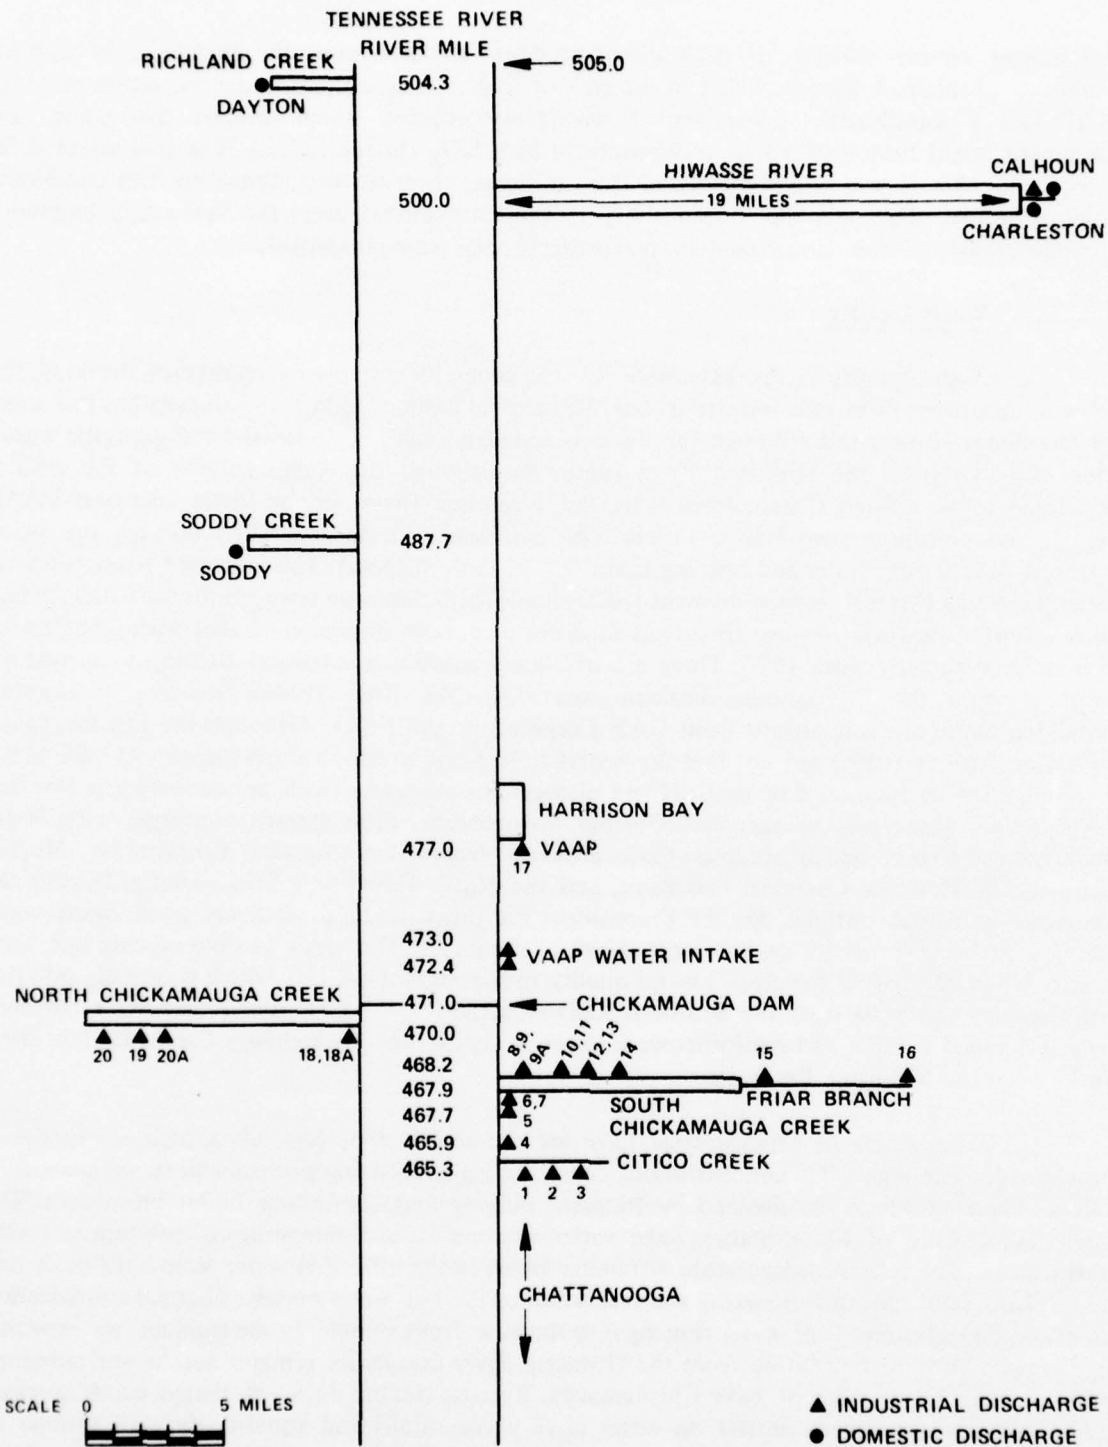 TENNESSEE RIVER
RIVER MILE
505.0
RICHLAND CREEK
504.3
DAYTON
HIWASSE RIVER
CALHOUN
500.0
19 MILES
CHARLESTON
SODDY CREEK
487.7
SODDY
HARRISON BAY
477.0
VAAP
17
473.0
VAAP WATER INTAKE
472.4
NORTH CHICKAMAUGA CREEK
471.0
CHICKAMAUGA DAM
470.0
20
19
20A
18,18A
8,9,
9A
10,11
12,13
14
15
16
468.2
467.9
6,7
SOUTH
CHICKAMAUGA CREEK
FRIAR BRANCH
467.7
5
465.9
4
465.3
CITICO CREEK
1
2
3
CHATTANOOGA
SCALE 0 5 MILES
INDUSTRIAL DISCHARGE
DOMESTIC DISCHARGE